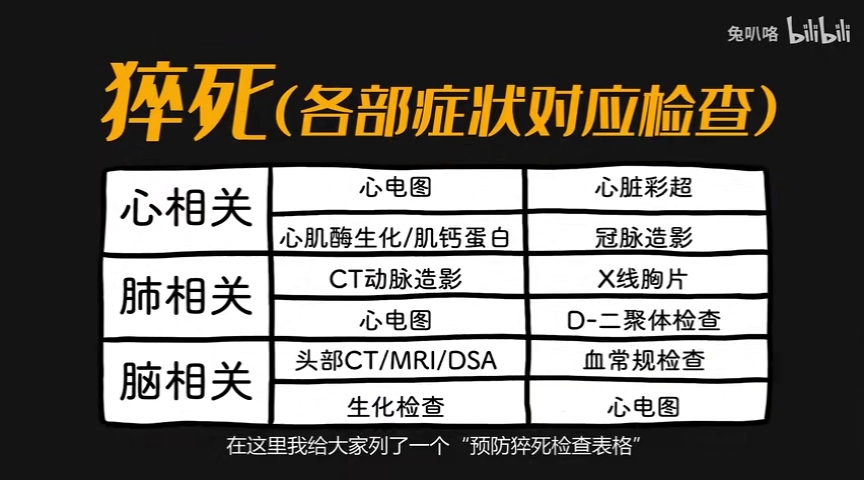 兔叭咯 bilibili
猝死(各部症状对应检查)
心相关
心电图 心脏彩超
心肌酶生化/肌钙蛋白 冠脉造影
肺相关
CT动脉造影 X线胸片
心电图 D-二聚体检查
脑相关
头部CT/MRI/DSA 血常规检查
生化检查 心电图
在这里我给大家列了一个“预防猝死检查表格”